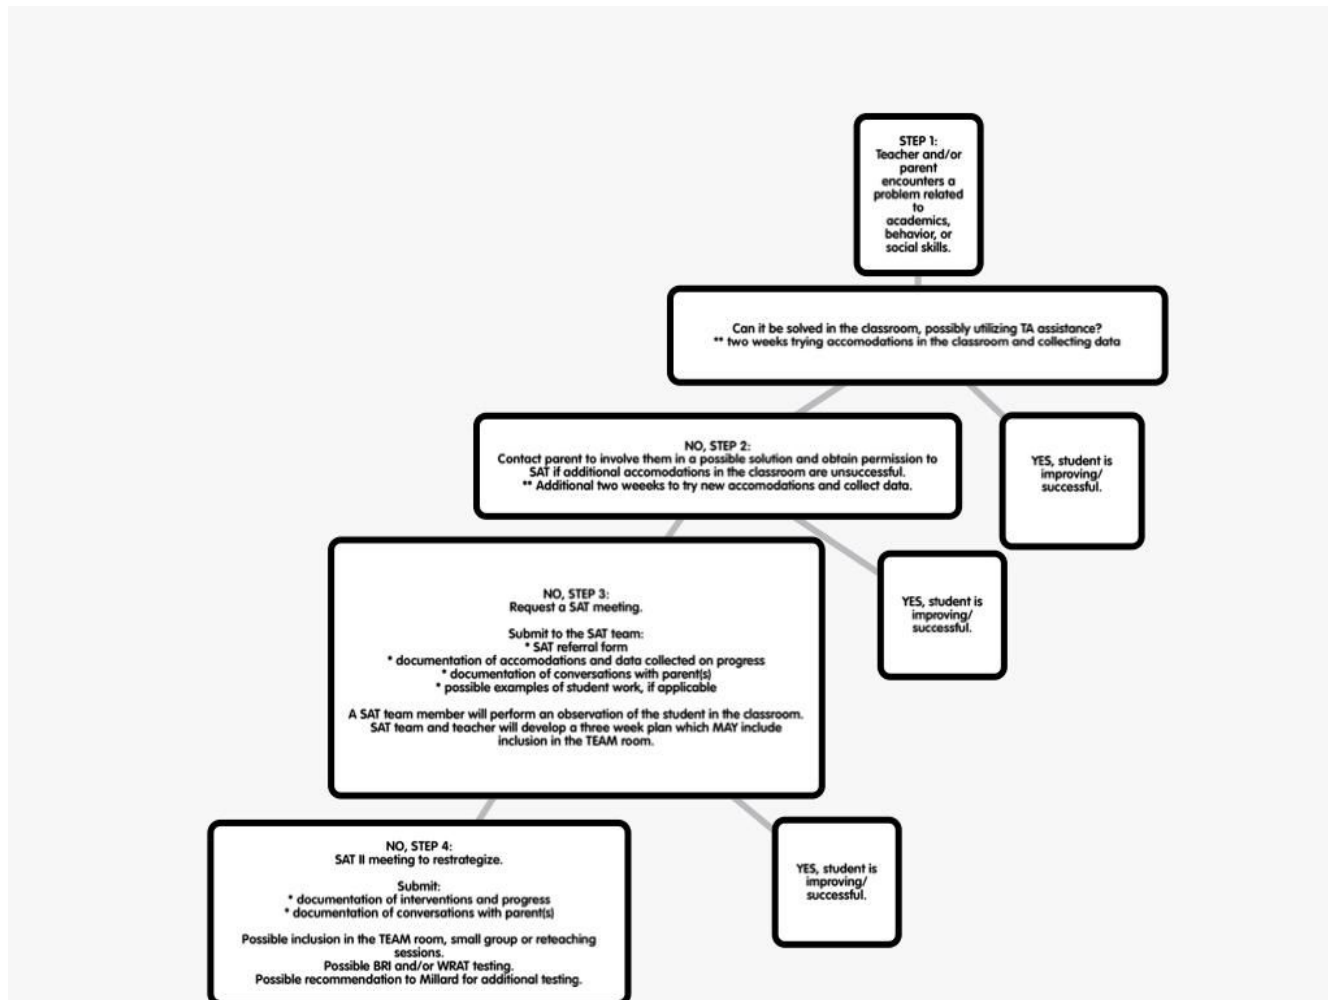 STEP 1:
Teacher and/or
parent
encounters a
problem related
to
academics,
behavior, or
social skills.
Can it be solved in the classroom, possibly utilizing TA assistance?
** two weeks trying accomodations in the classroom and collecting data
NO, STEP 2:
Contact parent to involve them in a possible solution and obtain permission to
SAT if additional accomodations in the classroom are unsuccessful.
** Additional two weeeks to try new accomodations and collect data.
YES, student is
improving/
successful.
NO, STEP 3:
Request a SAT meeting.
Submit to the SAT team:
* SAT referral form
* documentation of accomodations and data collected on progress
* documentation of conversations with parent(s)
* possible examples of student work, if applicable
A SAT team member will perform an observation of the student in the classroom.
SAT team and teacher will develop a three week plan which MAY include
inclusion in the TEAM room.
YES, student is
improving/
successful.
NO, STEP 4:
SAT II meeting to restrategize.
Submit:
* documentation of interventions and progress
* documentation of conversations with parent(s)
Possible inclusion in the TEAM room, small group or reteaching
sessions.
Possible BRI and/or WRAT testing.
Possible recommendation to Millard for additional testing.
YES, student is
improving/
successful.